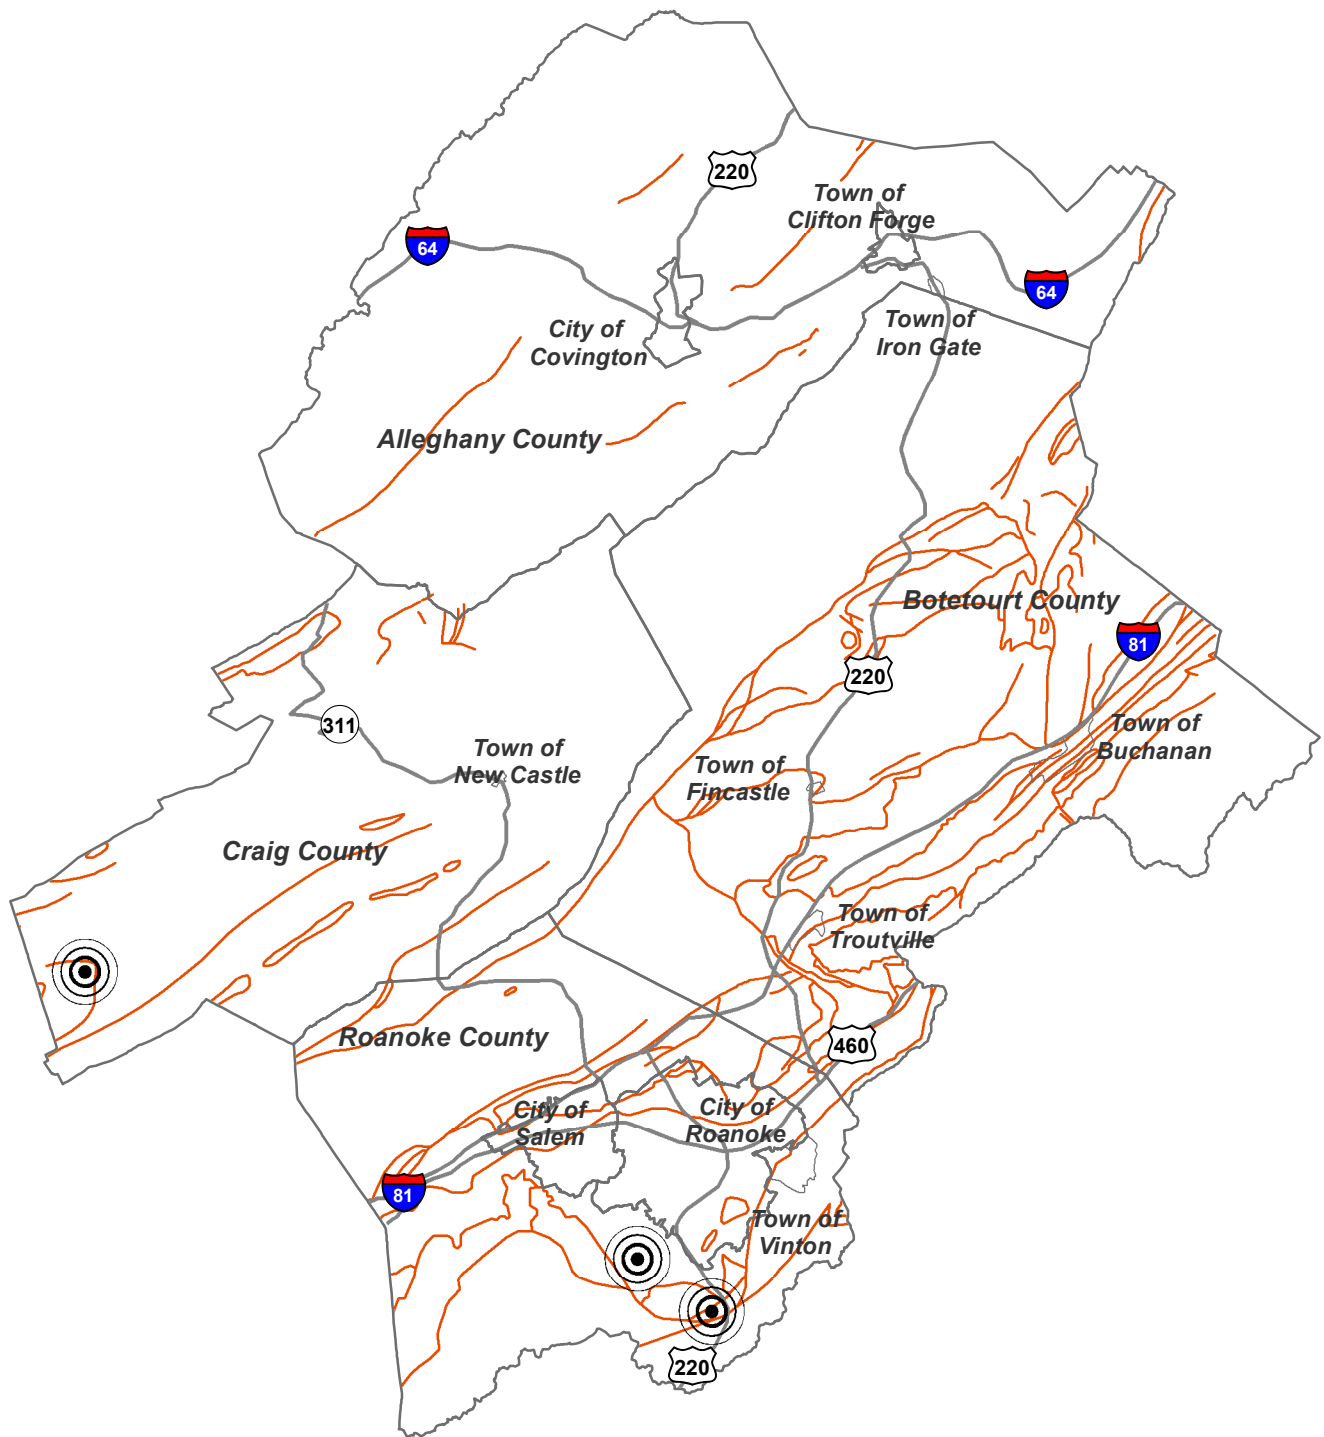 220
Town of
Clifton Forge
64
64
Town of
Iron Gate
City of
Covington
Alleghany County
Botetourt County
81
220
311
Town of
New Castle
Town of
Fincastle
Town of
Buchanan
Craig County
Town of
Troutville
Roanoke County
460
City of
Salem
City of
Roanoke
81
Town of
Vinton
220